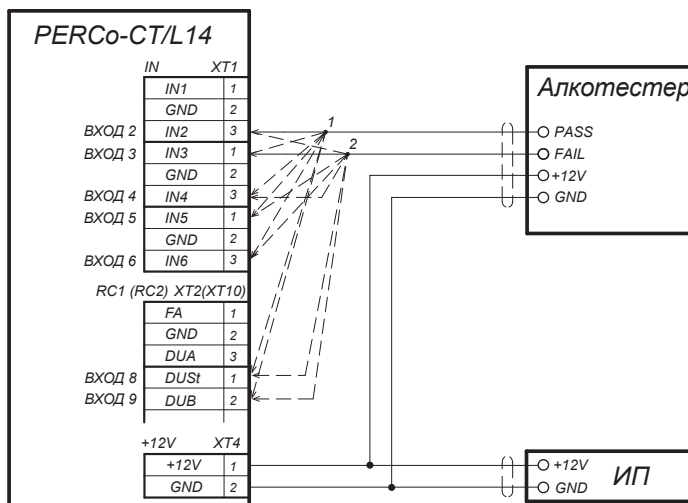 PERCo-CT/L14
IN XT1
IN1 1
GND 2
ВХОД 2 IN2 3
ВХОД 3 IN3 1
GND 2
ВХОД 4 IN4 3
ВХОД 5 IN5 1
GND 2
ВХОД 6 IN6 3
RC1 (RC2) XT2(XT10)
FA 1
GND 2
DUA 3
ВХОД 8 DUSt 1
ВХОД 9 DUB 2
+12V XT4
+12V 1
GND 2
1
2
Алкотестер
PASS
FAIL
+12V
GND
+12V
GND
ИП